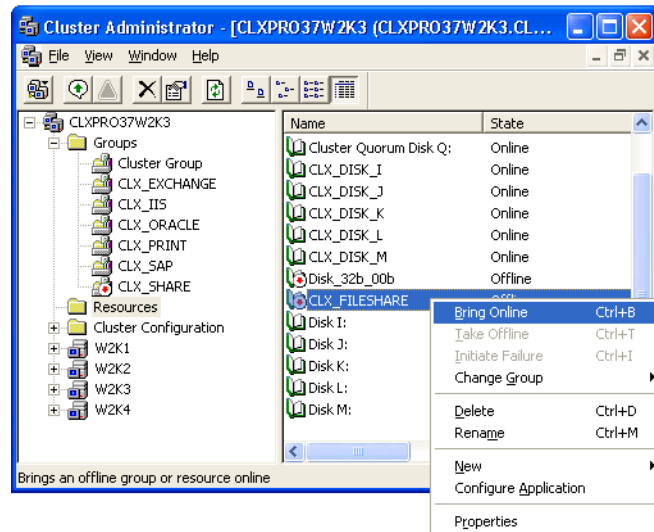 Cluster Administrator - [CLXPRO37W2K3 (CLXPRO37W2K3.CL...
File View Window Help
CLXPRO37W2K3
Groups
Cluster Group
CLX_EXCHANGE
CLX_IIS
CLX_ORACLE
CLX_PRINT
CLX_SAP
CLX_SHARE
Resources
Cluster Configuration
W2K1
W2K2
W2K3
W2K4
Name State
Cluster Quorum Disk Q: Online
CLX_DISK_I Online
CLX_DISK_J Online
CLX_DISK_K Online
CLX_DISK_L Online
CLX_DISK_M Online
Disk_32b_00b Offline
CLX_FILESHARE
Disk I:
Disk J:
Disk K:
Disk L:
Disk M:
Bring Online Ctrl+B
Take Offline Ctrl+T
Initiate Failure Ctrl+I
Change Group
Delete Ctrl+D
Rename Ctrl+M
New
Configure Application
Properties
Brings an offline group or resource online